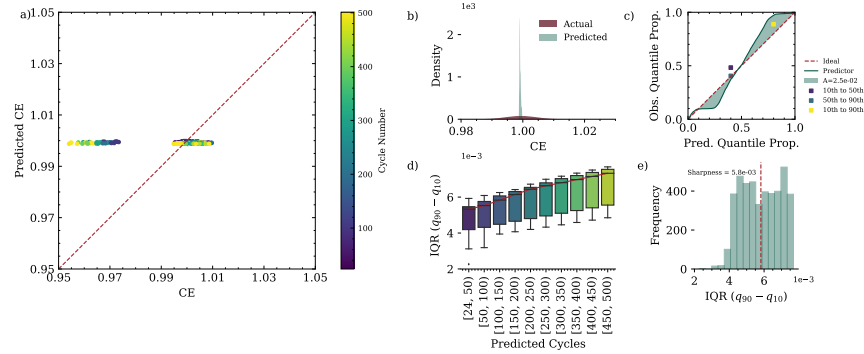 a)
1.05
1.03
1.01
0.99
0.97
0.95
Predicted CE
0.95
0.97
0.99
1.01
1.03
1.05
CE
500
400
300
200
100
Cycle Number
b)
1e3
Actual
Predicted
2
1
0
Density
0.98
1.00
1.02
CE
c)
1.0
0.5
0.0
Obs. Quantile Prop.
0.0
0.5
1.0
Pred. Quantile Prop.
Ideal
Predictor
A=2.5e-02
10th to 50th
50th to 90th
10th to 90th
d)
1e−3
6
4
2
IQR (q90 − q10)
[24, 50)
[50, 100)
[100, 150)
[150, 200)
[200, 250)
[250, 300)
[300, 350)
[350, 400)
[400, 450)
[450, 500)
Predicted Cycles
e)
Sharpness = 5.8e-03
400
200
0
Frequency
4
6
1e−3
IQR (q90 − q10)